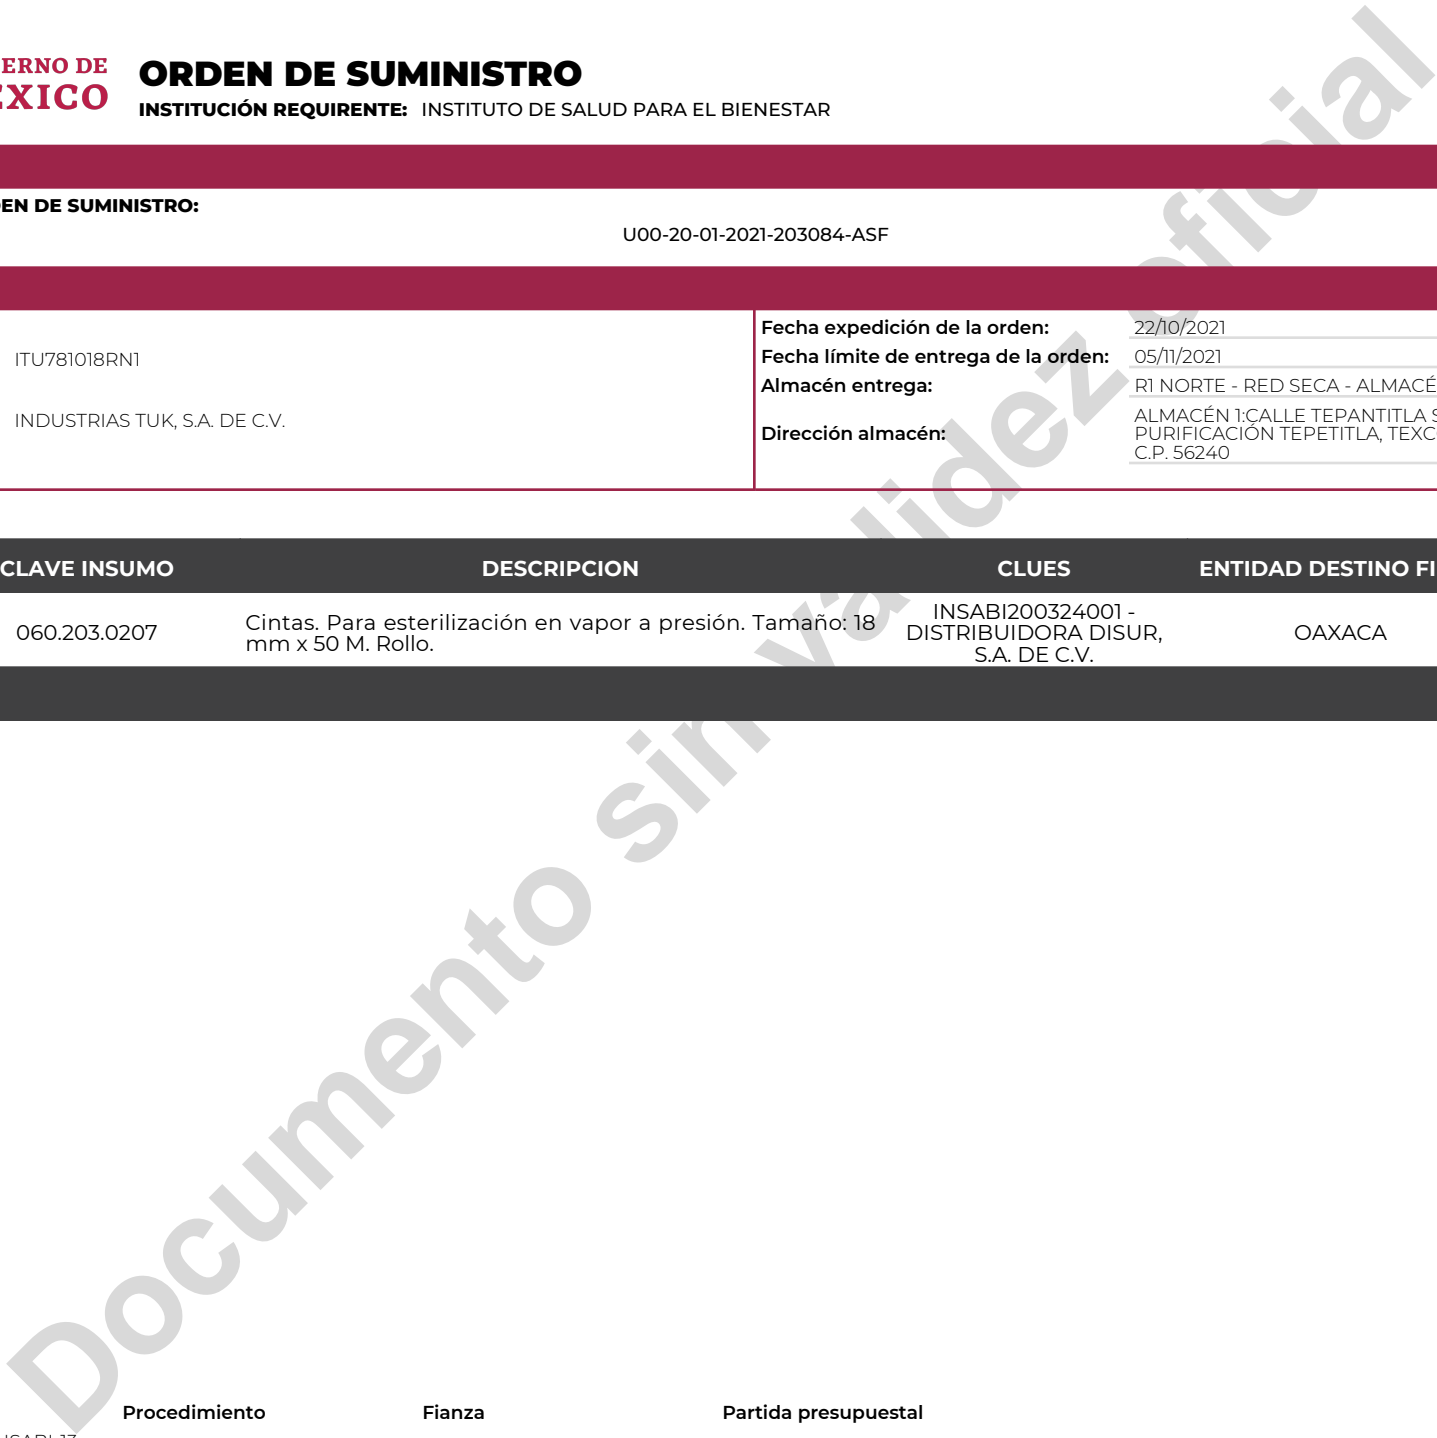 ERNO DE
EXICO
ORDEN DE SUMINISTRO
INSTITUCIÓN REQUIRENTE: INSTITUTO DE SALUD PARA EL BIENESTAR
EN DE SUMINISTRO:
U00-20-01-2021-203084-ASF
ITU781018RN1
INDUSTRIAS TUK, S.A. DE C.V.
Fecha expedición de la orden: 22/10/2021
Fecha límite de entrega de la orden: 05/11/2021
Almacén entrega: R1 NORTE - RED SECA - ALMACÉ
Dirección almacén: ALMACÉN 1:CALLE TEPANTITLA S
PURIFICACIÓN TEPETITLA, TEXC
C.P. 56240
CLAVE INSUMO DESCRIPCION CLUES ENTIDAD DESTINO FI
060.203.0207
Cintas. Para esterilización en vapor a presión. Tamaño: 18
mm x 50 M. Rollo.
INSABI200324001 -
DISTRIBUIDORA DISUR,
S.A. DE C.V.
OAXACA
Documento sin validez oficial
Procedimiento Fianza Partida presupuestal